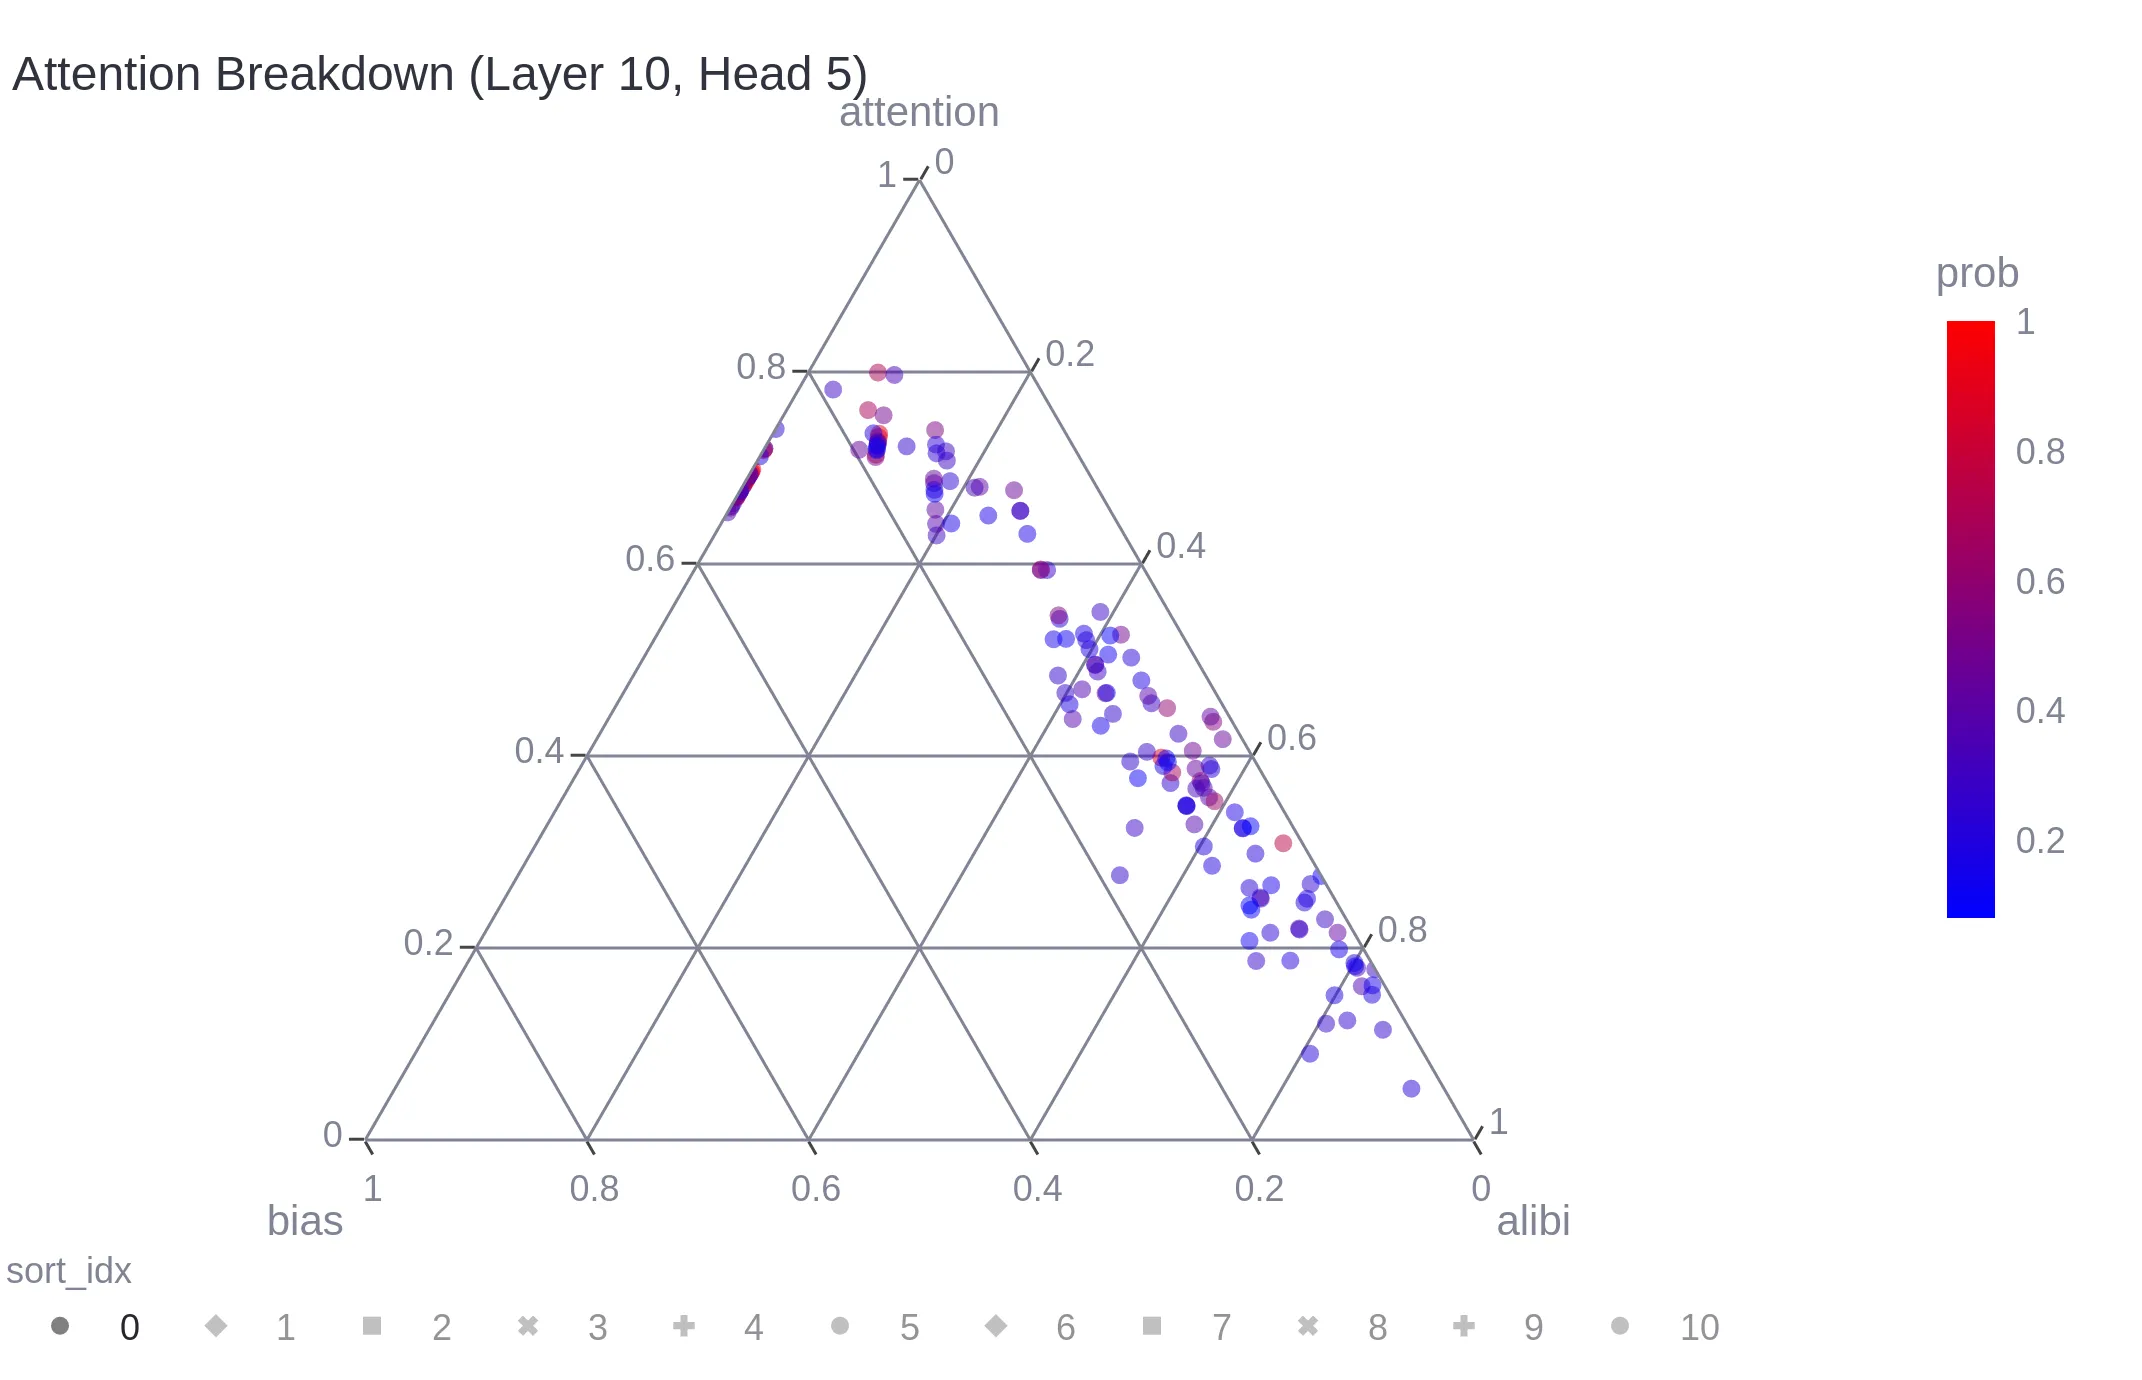 Attention Breakdown (Layer 10, Head 5)
attention
1 0
prob
1
0.8
0.6
0.4
0.2
0.8 0.2
0.6 0.4
0.4 0.6
0.2 0.8
0 1
1 0.8 0.6 0.4 0.2 0
bias alibi
sort_idx
0 1 2 3 4 5 6 7 8 9 10